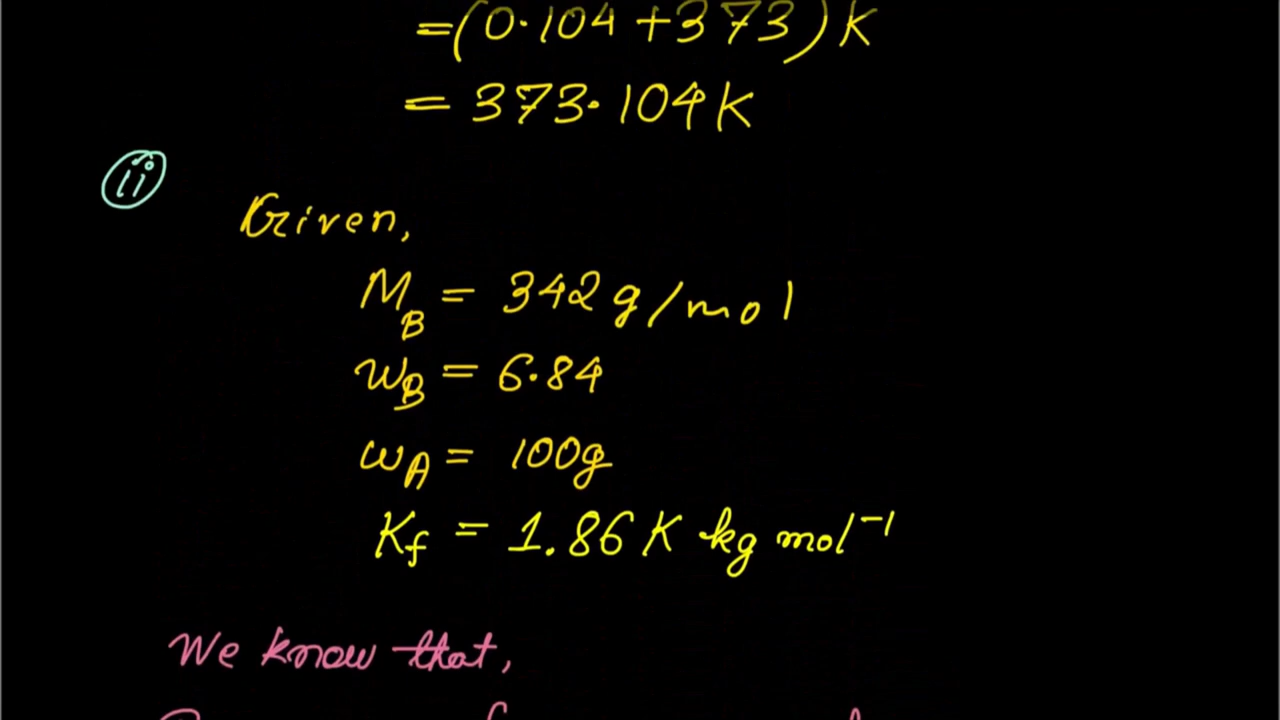 =(0.104+373)K
= 373.104K
ii
Given,
M_B = 342g/mol
w_B = 6.84
w_A = 100g
K_f = 1.86 K kg mol⁻¹
We know that,